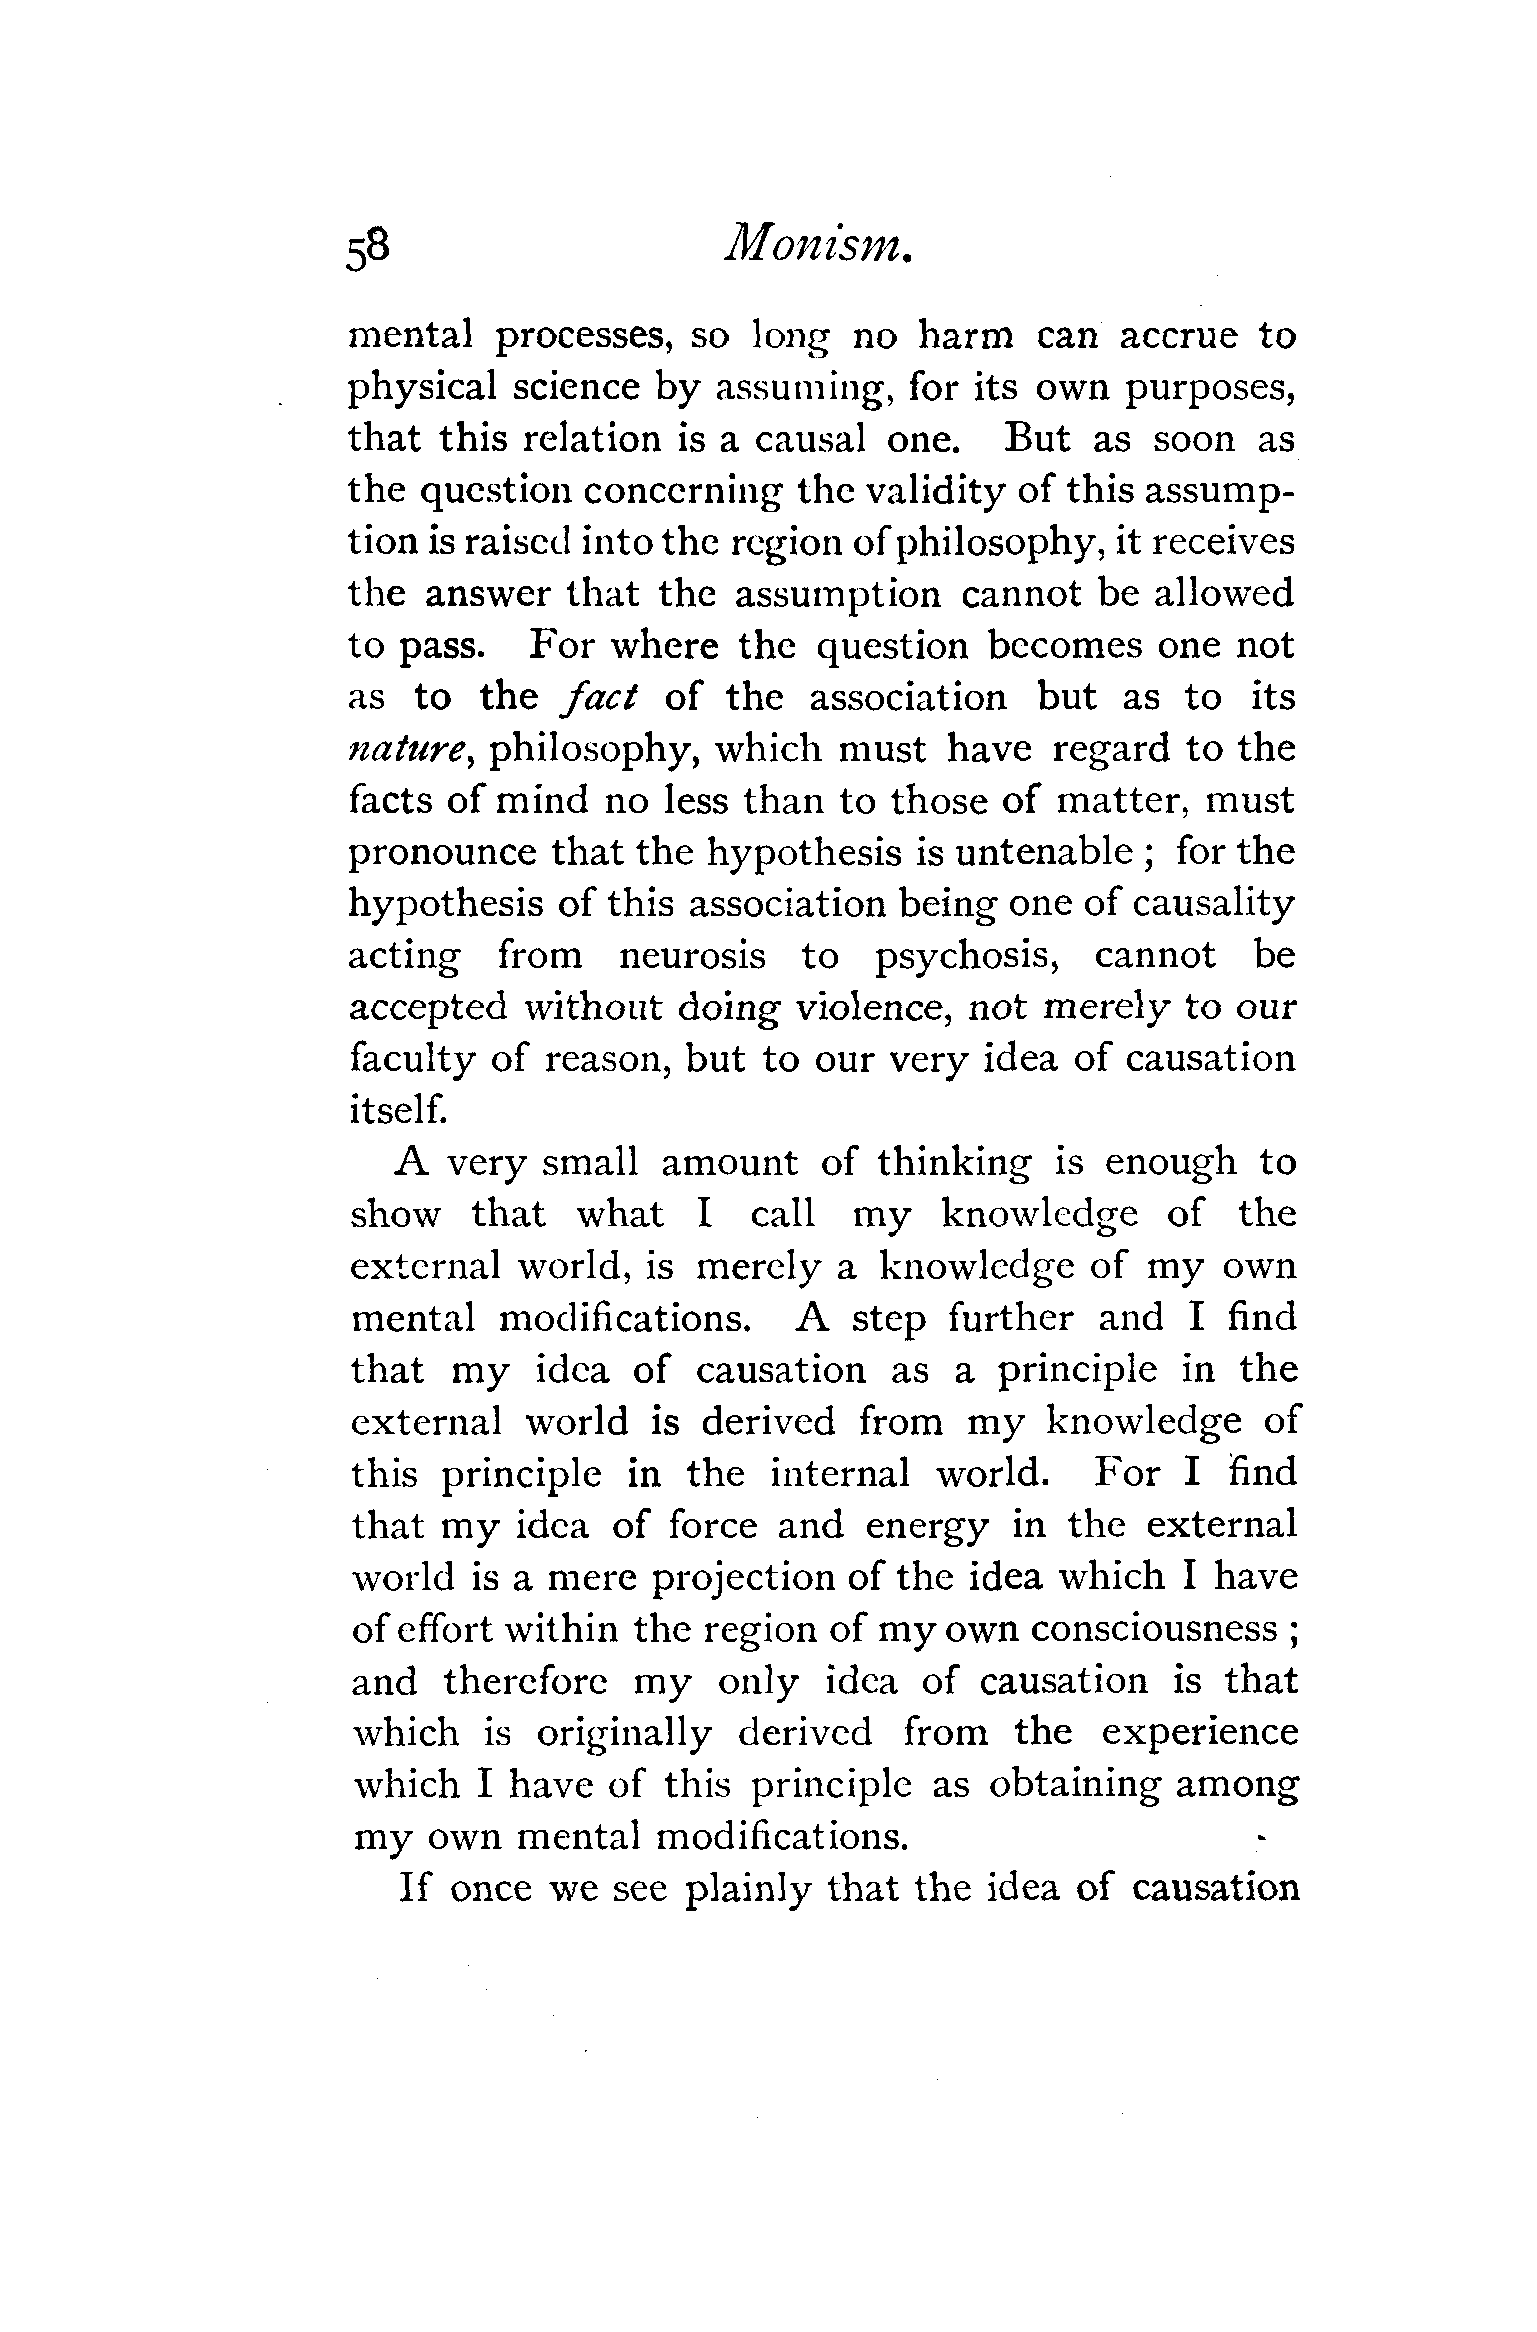 58 Monism.
mental processes, so long no harm can accrue to
physical science by assuming, for its own purposes,
that this relation is a causal one. But as soon as
the question concerning the validity of this assump-
tion is raised into the region of philosophy, it receives
the answer that the assumption cannot be allowed
to pass. For where the question becomes one not
as to the fact of the association but as to its
nature, philosophy, which must have regard to the
facts of mind no less than to those of matter, must
pronounce that the hypothesis is untenable ; for the
hypothesis of this association being one of causality
acting from neurosis to psychosis, cannot be
accepted without doing violence, not merely to our
faculty of reason, but to our very idea of causation
itself.
A very small amount of thinking is enough to
show that what I call my knowledge of the
external world, is merely a knowledge of my own
mental modifications. A step further and I find
that my idea of causation as a principle in the
external world is derived from my knowledge of
this principle in the internal world. For I find
that my idea of force and energy in the external
world is a mere projection of the idea which I have
of effort within the region of my own consciousness ;
and therefore my only idea of causation is that
which is originally derived from the experience
which I have of this principle as obtaining among
my own mental modifications.
If once we see plainly that the idea of causation